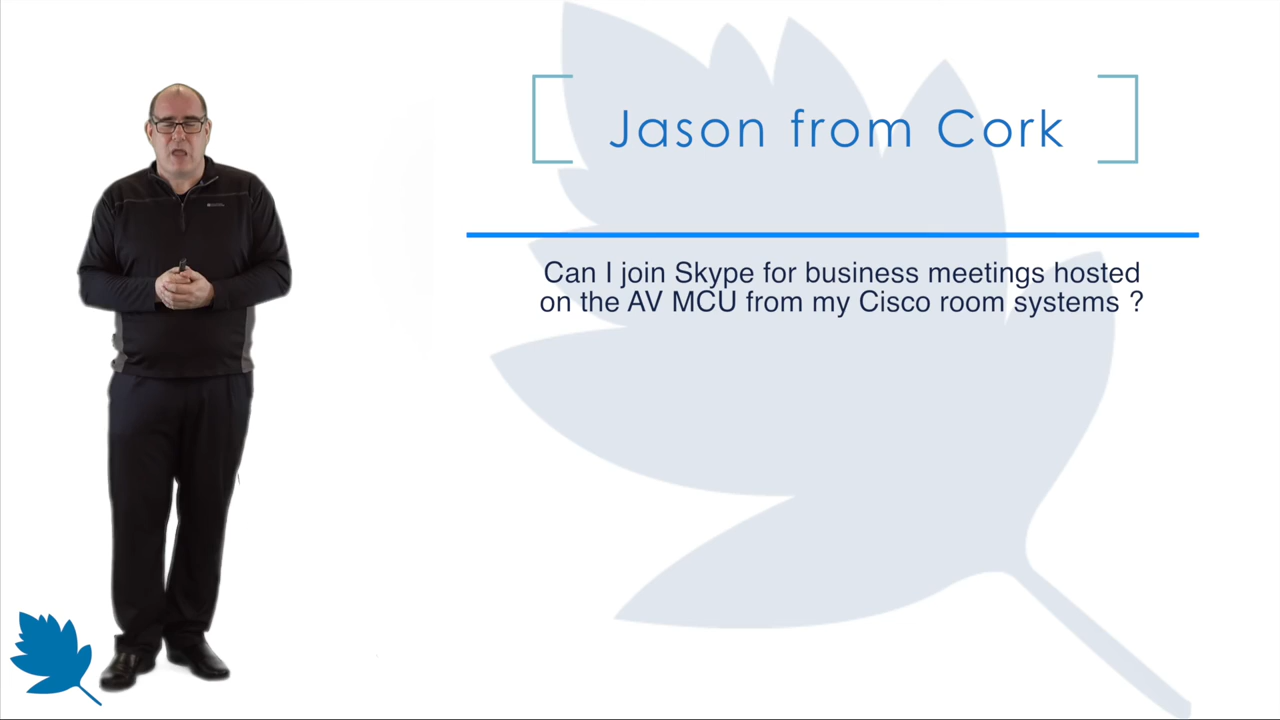 Jason from Cork
Can I join Skype for business meetings hosted
on the AV MCU from my Cisco room systems ?